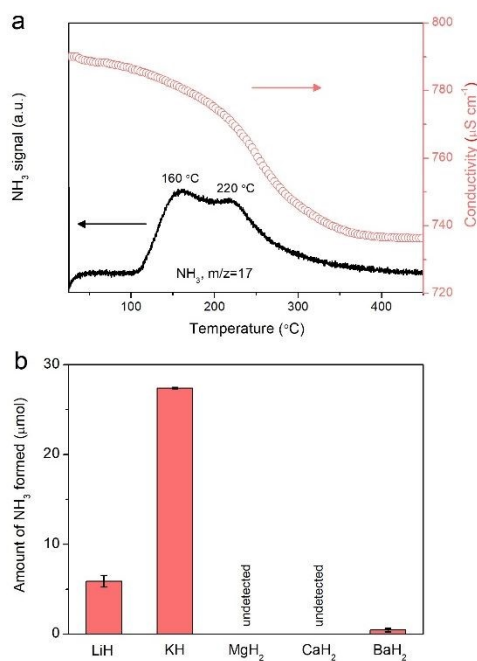 a
NH₃ signal (a.u.)
160 °C
220 °C
NH₃, m/z=17
100
200
300
400
Temperature (°C)
800
780
760
740
720
Conductivity (μS cm⁻¹)
b
Amount of NH₃ formed (μmol)
30
20
10
0
undetected
undetected
LiH
KH
MgH₂
CaH₂
BaH₂